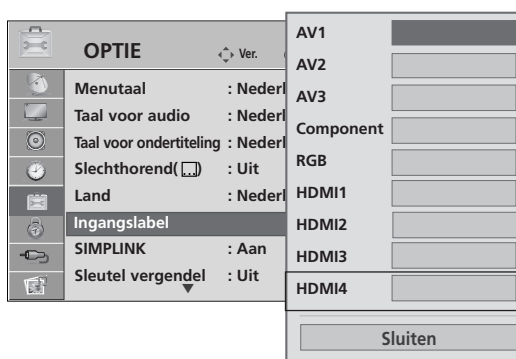 OPTIE
Ver.
Menutaal : Nederl
Taal voor audio : Nederl
Taal voor ondertiteling : Nederl
Slechthorend( ) : Uit
Land : Nederl
Ingangslabel
SIMPLINK : Aan
Sleutel vergendel : Uit
AV1
AV2
AV3
Component
RGB
HDMI1
HDMI2
HDMI3
HDMI4
Sluiten